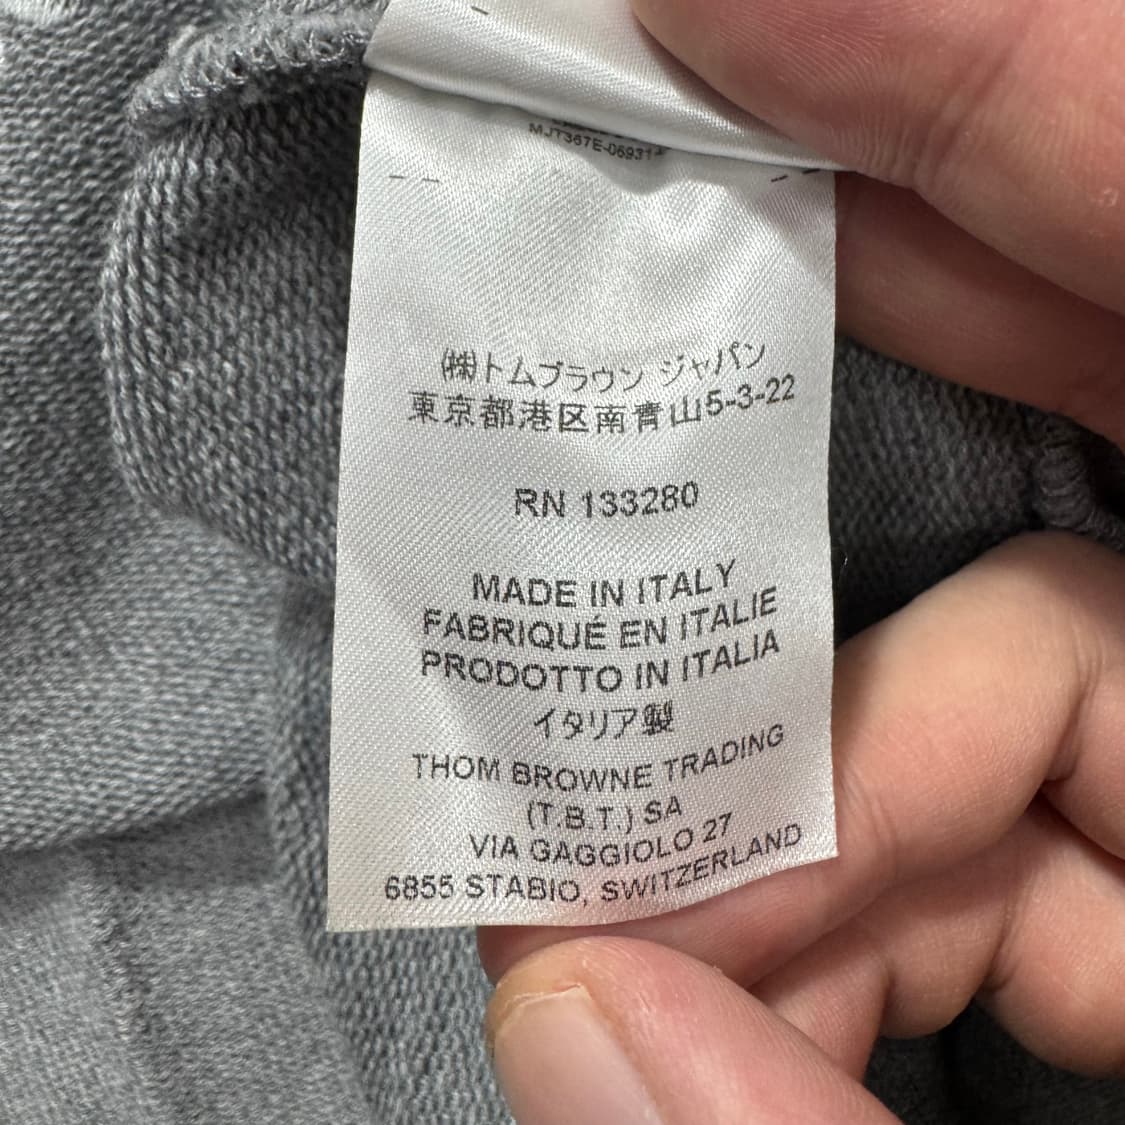 MJT367E-06931
(株)トムブラウン ジャパン
東京都港区南青山5-3-22
RN 133280
MADE IN ITALY
FABRIQUÉ EN ITALIE
PRODOTTO IN ITALIA
イタリア製
THOM BROWNE TRADING
(T.B.T.) SA
VIA GAGGIOLO 27
6855 STABIO, SWITZERLAND